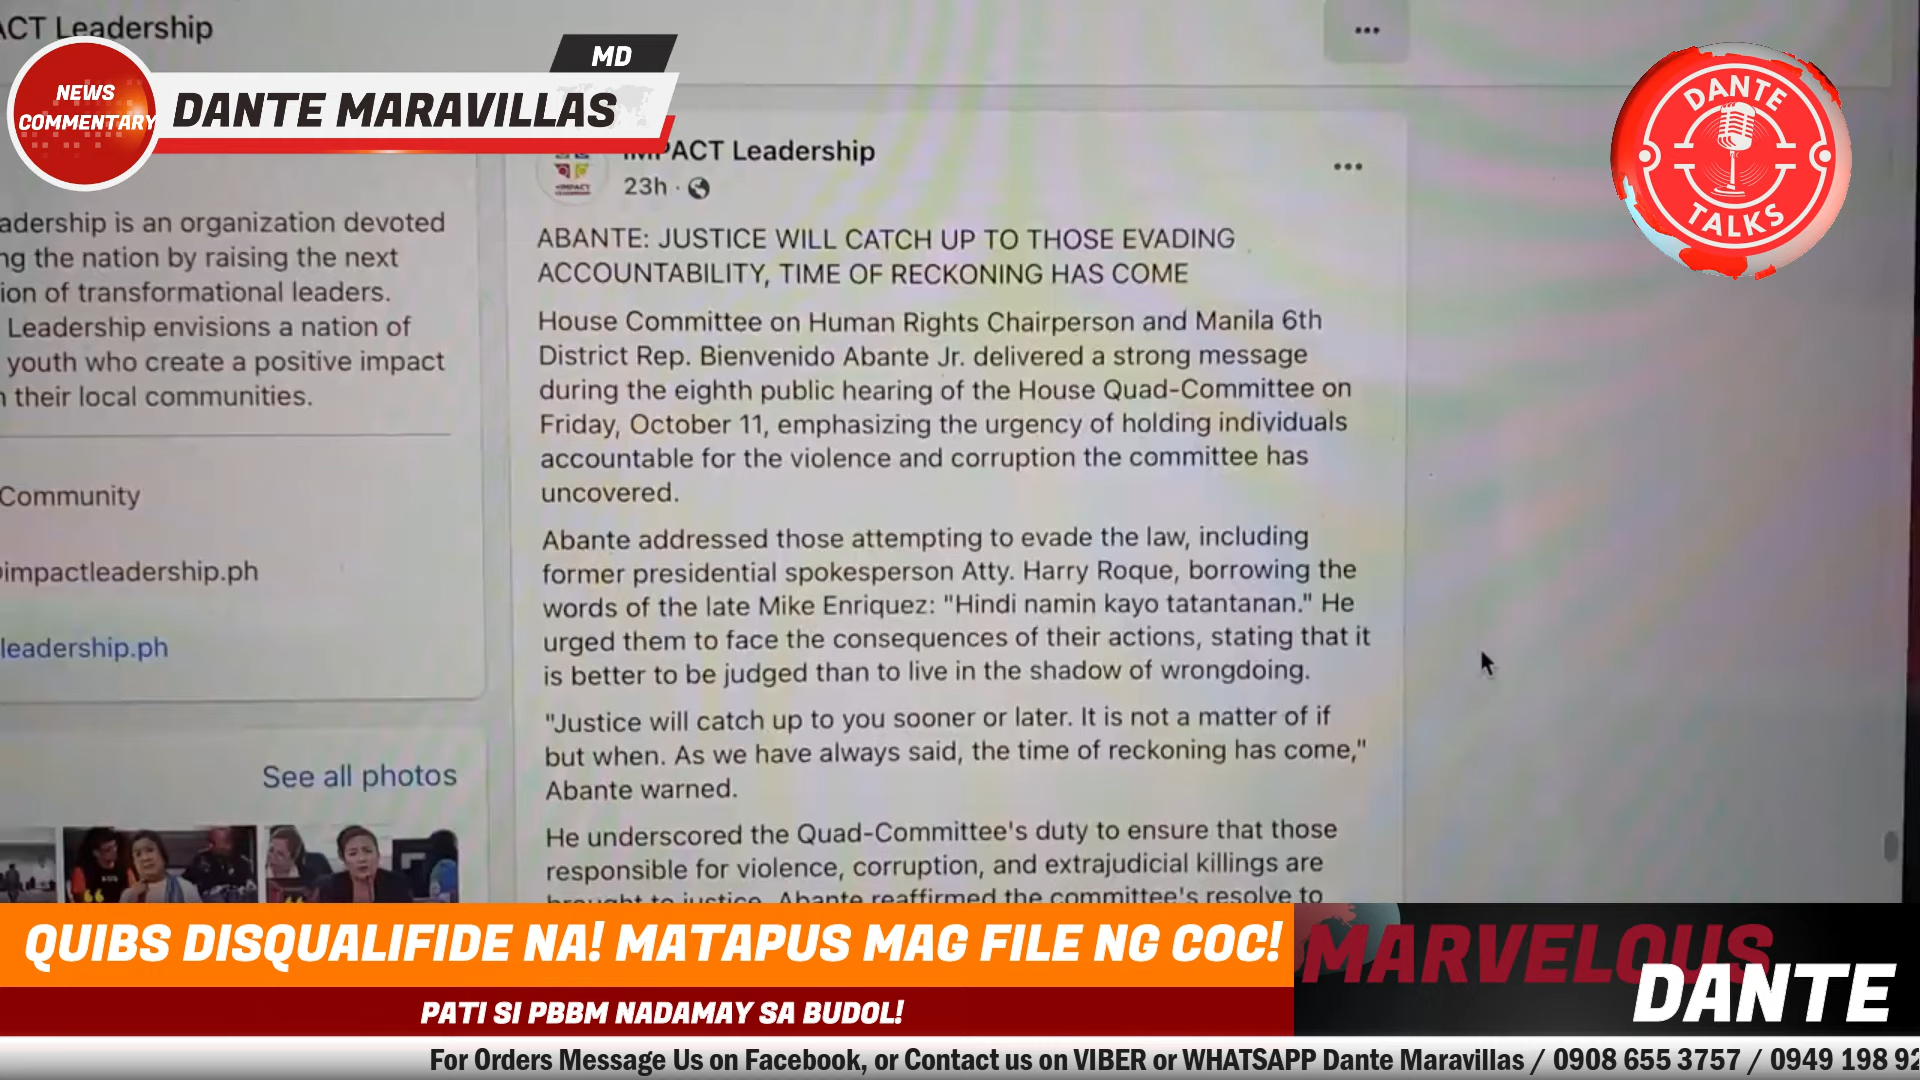 ACT Leadership
MD
NEWS
COMMENTARY
DANTE MARAVILLAS
DANTE
TALKS
IMPACT Leadership
23h
adership is an organization devoted
ng the nation by raising the next
ion of transformational leaders.
Leadership envisions a nation of
youth who create a positive impact
their local communities.
Community
impactleadership.ph
leadership.ph
See all photos
ABANTE: JUSTICE WILL CATCH UP TO THOSE EVADING
ACCOUNTABILITY, TIME OF RECKONING HAS COME
House Committee on Human Rights Chairperson and Manila 6th
District Rep. Bienvenido Abante Jr. delivered a strong message
during the eighth public hearing of the House Quad-Committee on
Friday, October 11, emphasizing the urgency of holding individuals
accountable for the violence and corruption the committee has
uncovered.
Abante addressed those attempting to evade the law, including
former presidential spokesperson Atty. Harry Roque, borrowing the
words of the late Mike Enriquez: "Hindi namin kayo tatantanan." He
urged them to face the consequences of their actions, stating that it
is better to be judged than to live in the shadow of wrongdoing.
"Justice will catch up to you sooner or later. It is not a matter of if
but when. As we have always said, the time of reckoning has come,"
Abante warned.
He underscored the Quad-Committee's duty to ensure that those
responsible for violence, corruption, and extrajudicial killings are
brought to justice. Abante reaffirmed the committee's resolve to
QUIBS DISQUALIFIDE NA! MATAPUS MAG FILE NG COC!
PATI SI PBBM NADAMAY SA BUDOL!
MARVELOUS
DANTE
For Orders Message Us on Facebook, or Contact us on VIBER or WHATSAPP Dante Maravillas / 0908 655 3757 / 0949 198 92